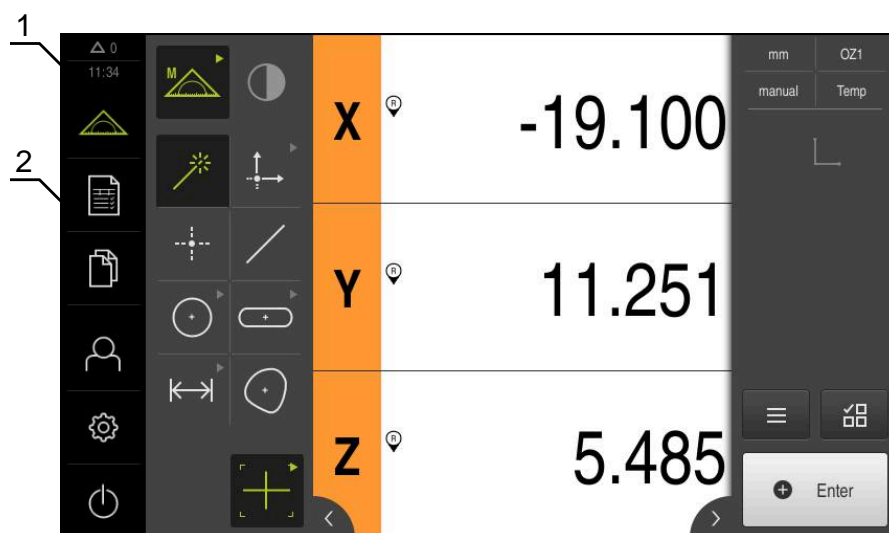 1
2
0
11:34
M
X R -19.100
Y R 11.251
Z R 5.485
mm OZ1
manual Temp
Enter